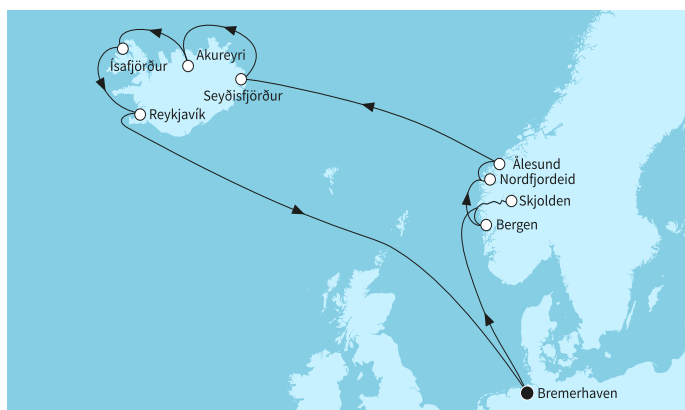 Akureyri
Ísafjörður
Seyðisfjörður
Reykjavík
Ålesund
Nordfjordeid
Skjolden
Bergen
Bremerhaven